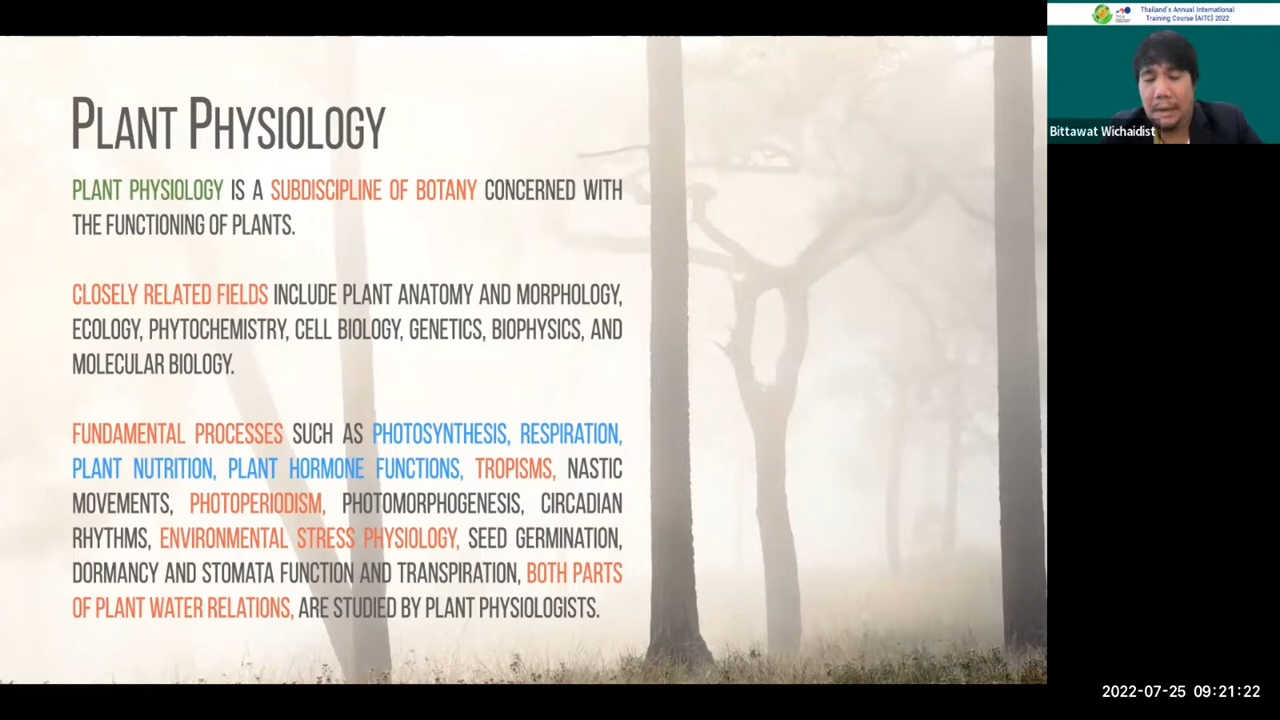 PLANT PHYSIOLOGY
PLANT PHYSIOLOGY IS A SUBDISCIPLINE OF BOTANY CONCERNED WITH
THE FUNCTIONING OF PLANTS.
CLOSELY RELATED FIELDS INCLUDE PLANT ANATOMY AND MORPHOLOGY,
ECOLOGY, PHYTOCHEMISTRY, CELL BIOLOGY, GENETICS, BIOPHYSICS, AND
MOLECULAR BIOLOGY.
FUNDAMENTAL PROCESSES SUCH AS PHOTOSYNTHESIS, RESPIRATION,
PLANT NUTRITION, PLANT HORMONE FUNCTIONS, TROPISMS, NASTIC
MOVEMENTS, PHOTOPERIODISM, PHOTOMORPHOGENESIS, CIRCADIAN
RHYTHMS, ENVIRONMENTAL STRESS PHYSIOLOGY, SEED GERMINATION,
DORMANCY AND STOMATA FUNCTION AND TRANSPIRATION, BOTH PARTS
OF PLANT WATER RELATIONS, ARE STUDIED BY PLANT PHYSIOLOGISTS.
Thailand's Annual International
Training Course (AITC) 2022
Bittawat Wichaidist
2022-07-25 09:21:22